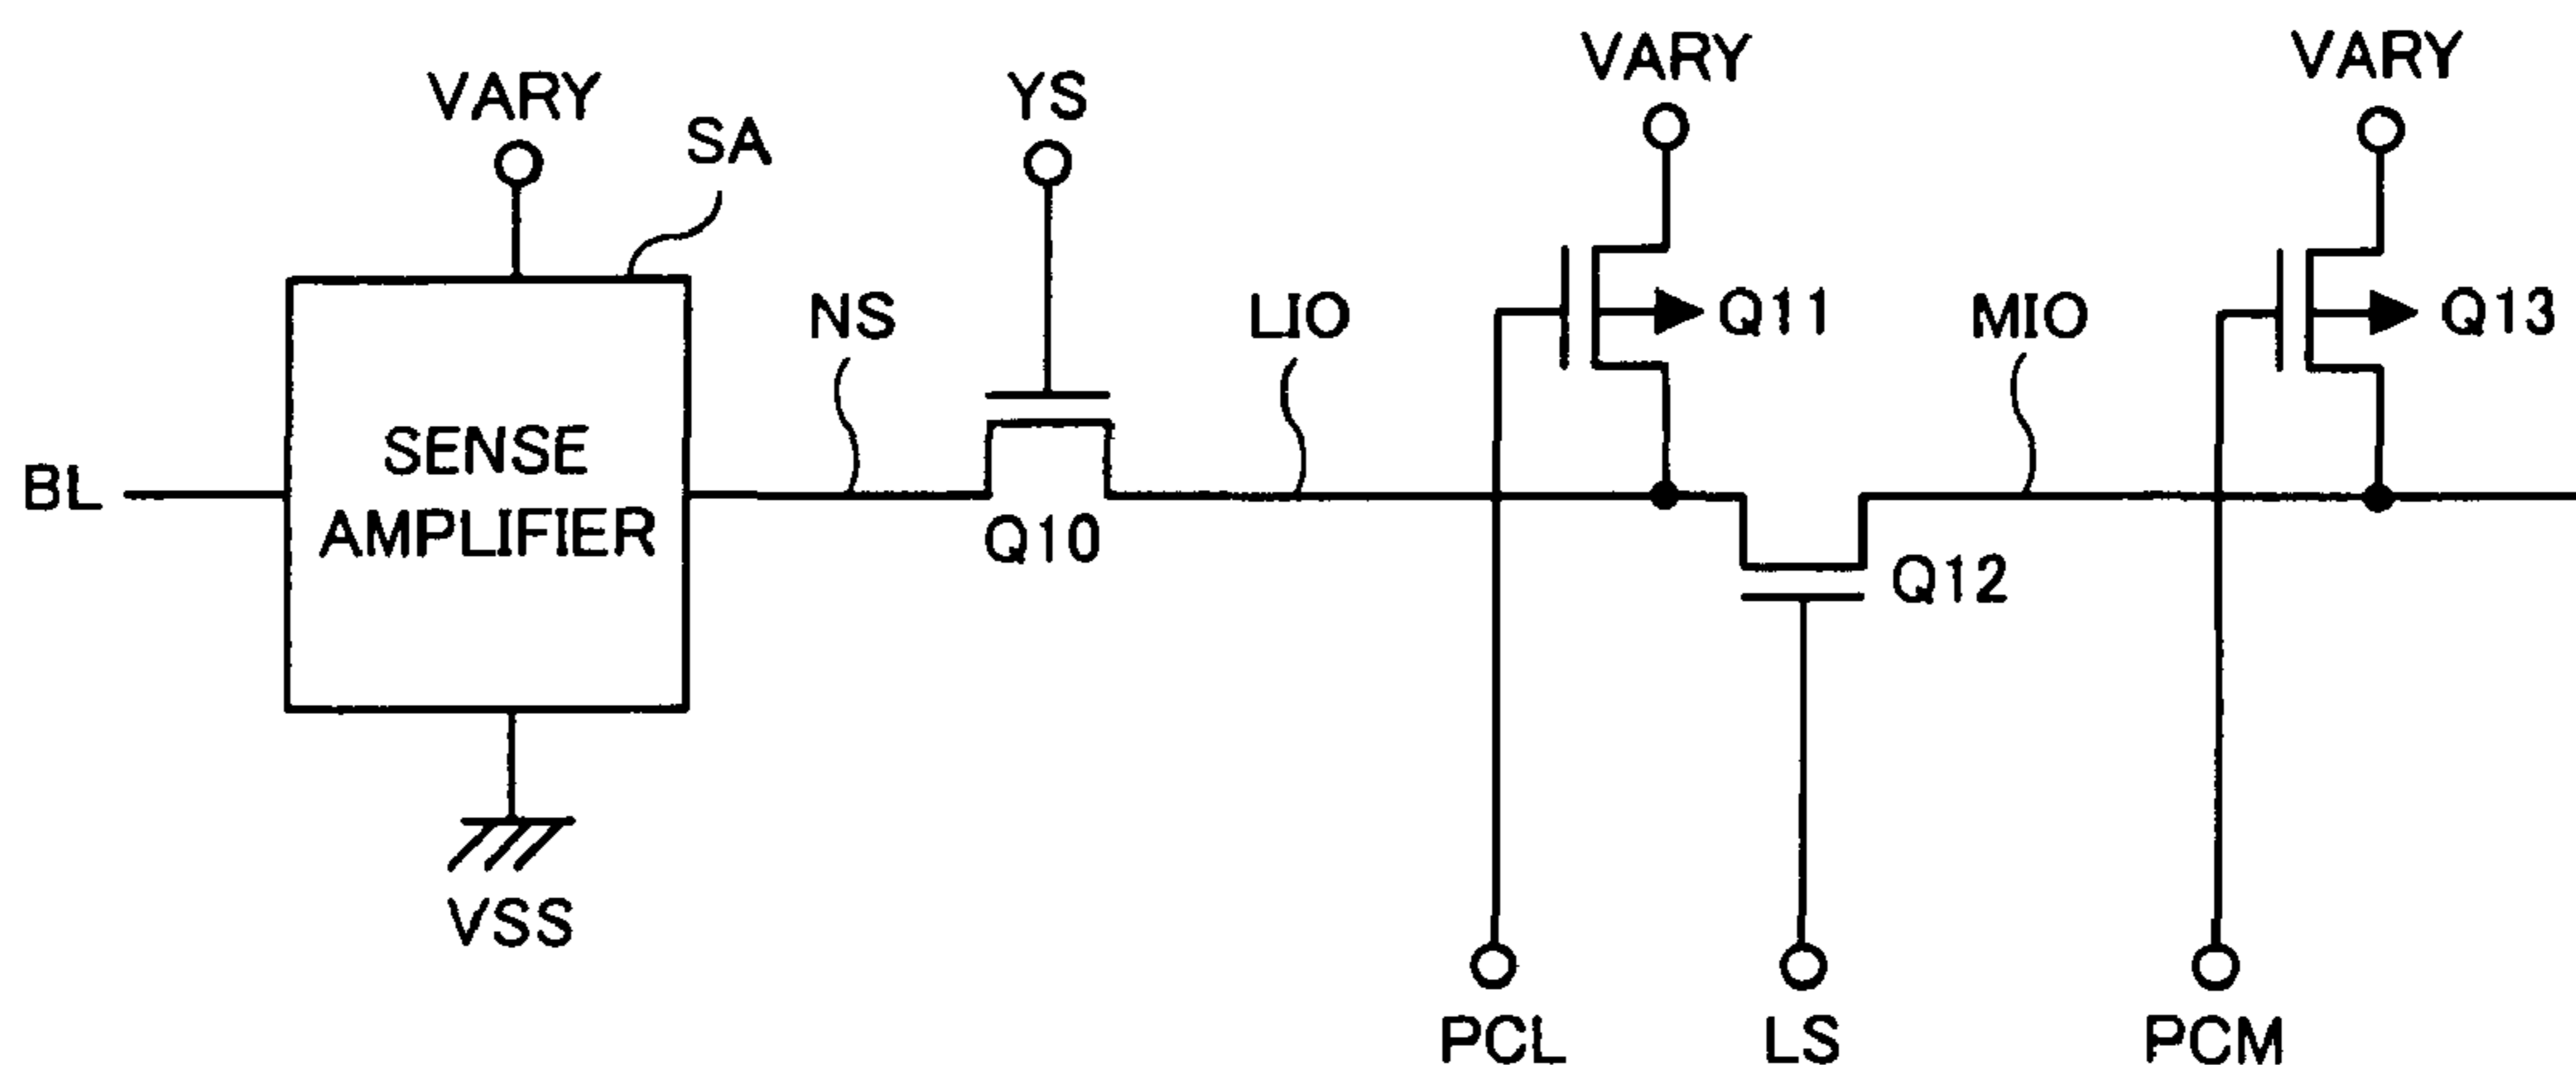 VARY
VARY
VARY
YS
SA
NS
LIO
Q11
MIO
Q13
BL
SENSE
AMPLIFIER
Q10
Q12
VSS
PCL
LS
PCM